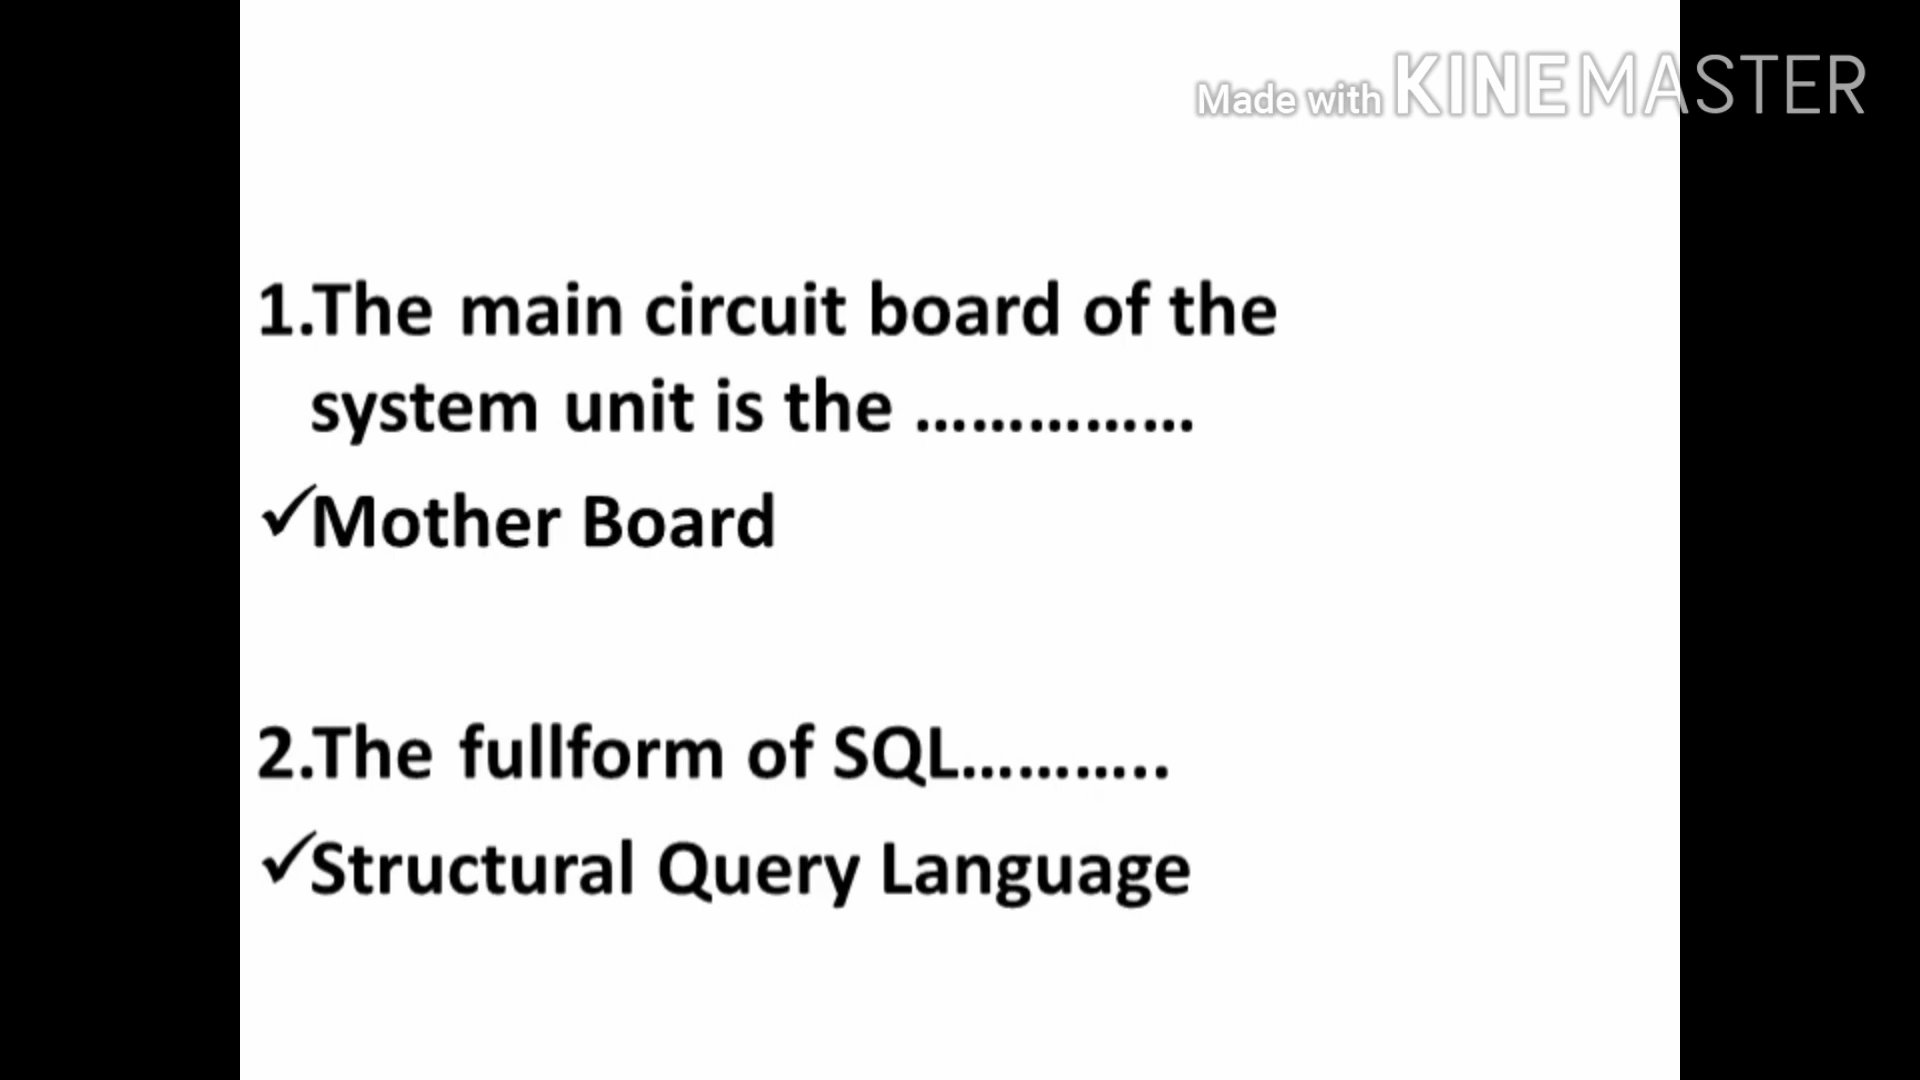 Made with KINEMASTER
1.The main circuit board of the
system unit is the ……………
✓Mother Board
2.The fullform of SQL………..
✓Structural Query Language